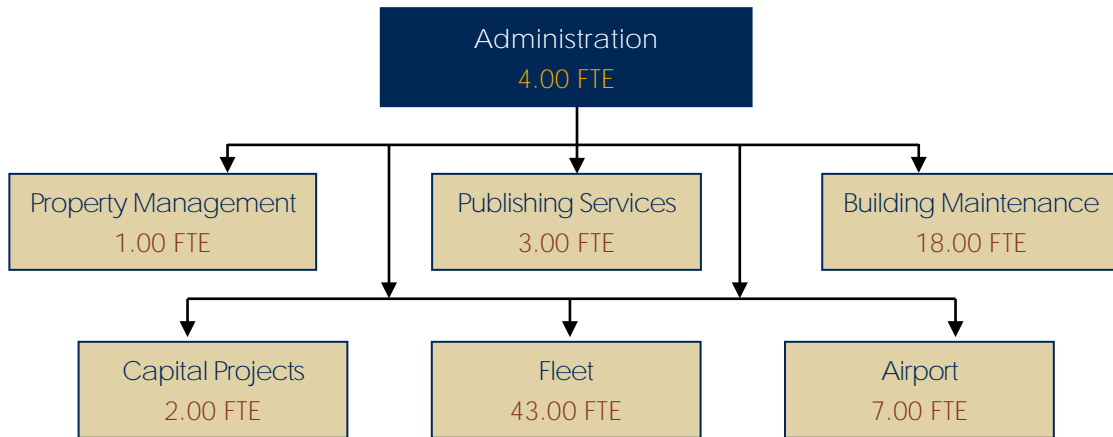 Administration
4.00 FTE
Property Management
1.00 FTE
Publishing Services
3.00 FTE
Building Maintenance
18.00 FTE
Capital Projects
2.00 FTE
Fleet
43.00 FTE
Airport
7.00 FTE